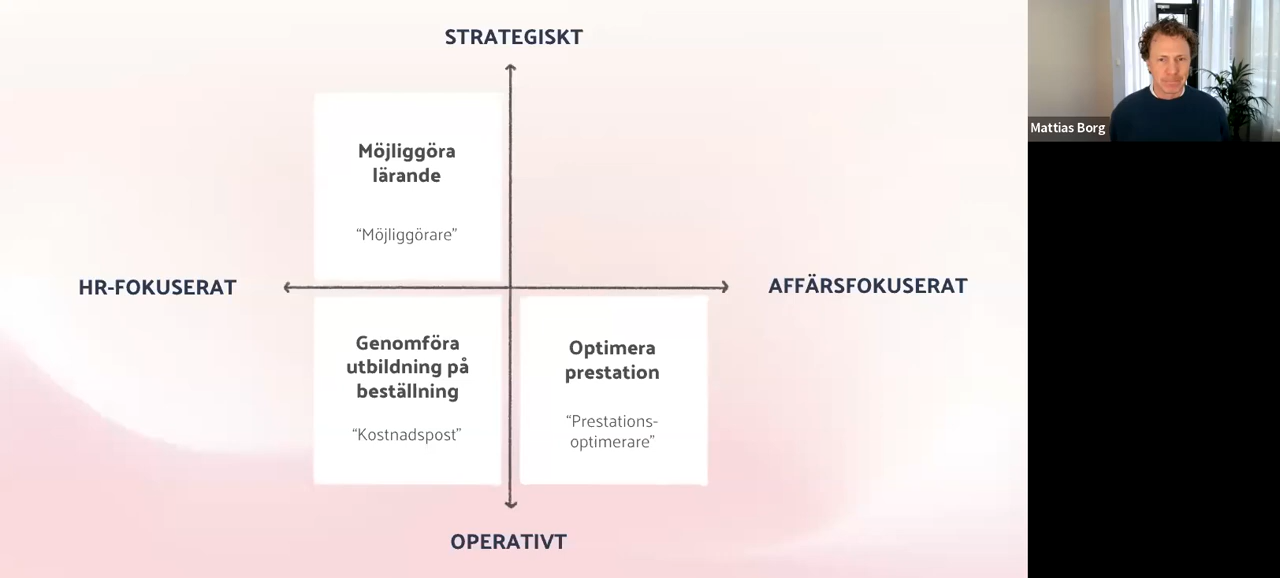 STRATEGISKT
Mattias Borg
Möjliggöra
lärande
“Möjliggörare”
HR-FOKUSERAT
AFFÄRSFOKUSERAT
Genomföra
utbildning på
beställning
“Kostnadspost”
Optimera
prestation
“Prestations-
optimerare”
OPERATIVT